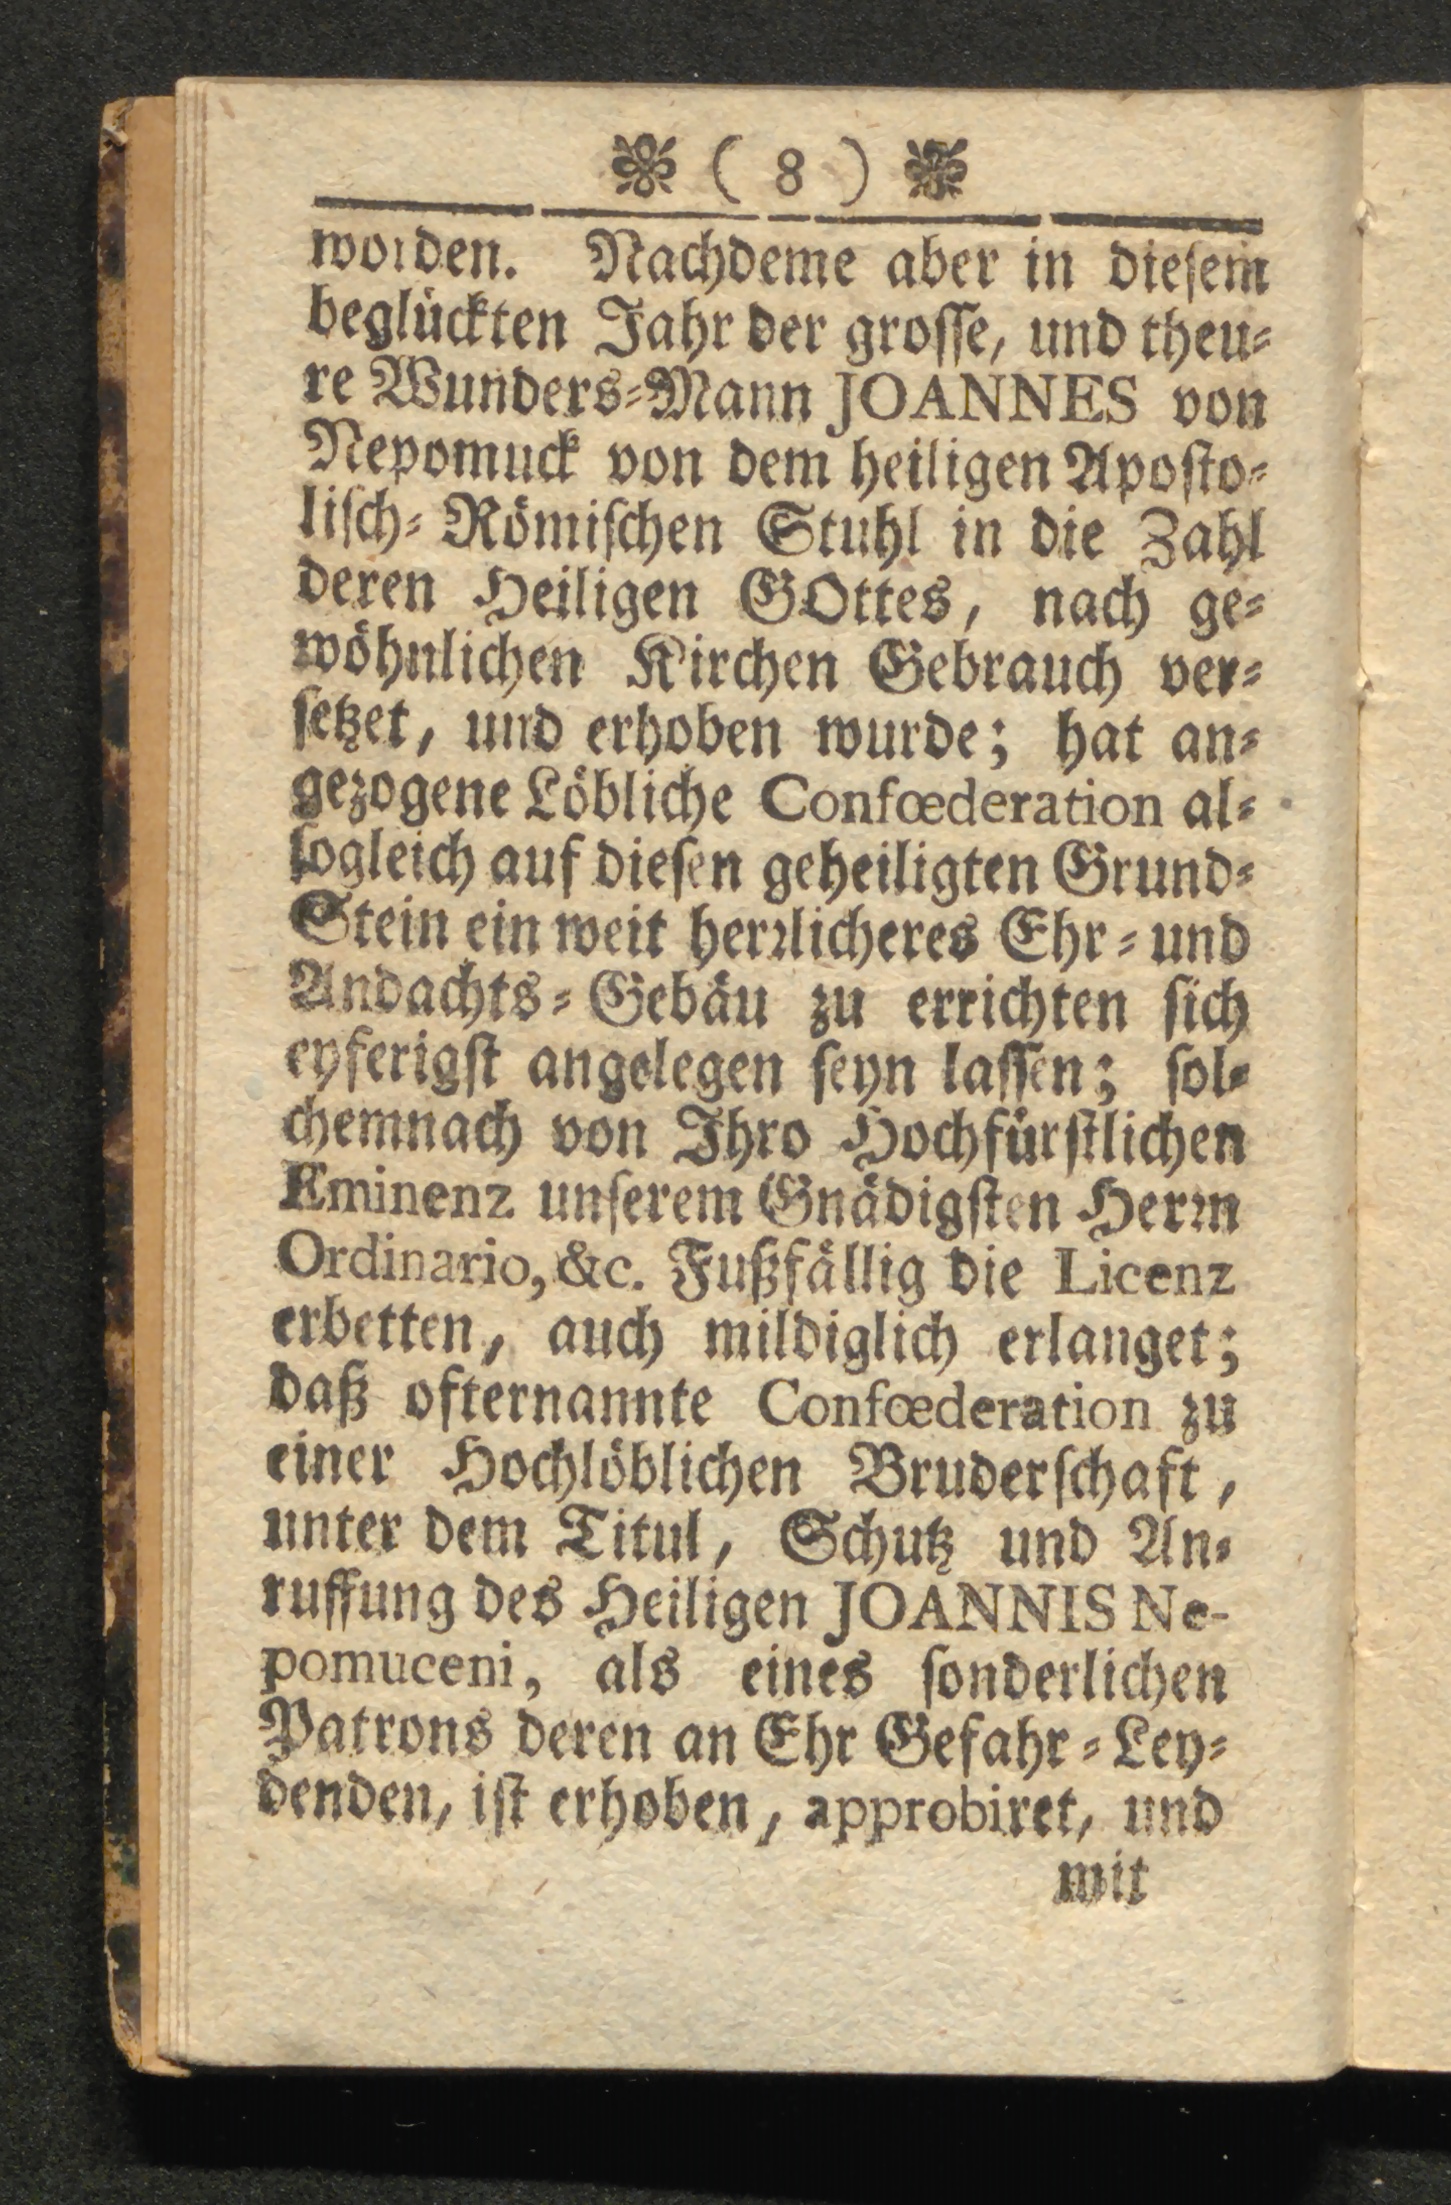 ( 8 )
worden. Nachdeme aber in dieſem
beglückten Jahr der groſſe, und theu⸗
re Wunders⸗Mann JOANNES von
Nepomuck von dem heiligen Apoſto⸗
liſch⸗Römiſchen Stuhl in die Zahl
deren Heiligen GOttes, nach ge⸗
wöhnlichen Kirchen Gebrauch ver⸗
ſetzet, und erhoben wurde; hat an⸗
gezogene Löbliche Confœderation al⸗
ſogleich auf dieſen geheiligten Grund⸗
Stein ein weit herꝛlicheres Ehr⸗und
Andachts⸗Gebäu zu errichten ſich
eyferigſt angelegen ſeyn laſſen; ſol⸗
chemnach von Ihro Hochfürſtlichen
Eminenz unſerem Gnädigſten Herꝛn
Ordinario, &c. Fußfällig die Licenz
erbetten, auch mildiglich erlanget;
daß ofternannte Confœderation zu
einer Hochlöblichen Bruderſchaft,
unter dem Titul, Schutz und An⸗
ruffung des Heiligen JOANNIS Ne-
pomuceni, als eines ſonderlichen
Patrons deren an Ehr Gefahr⸗Ley⸗
denden, iſt erhoben, approbiret, und
mit